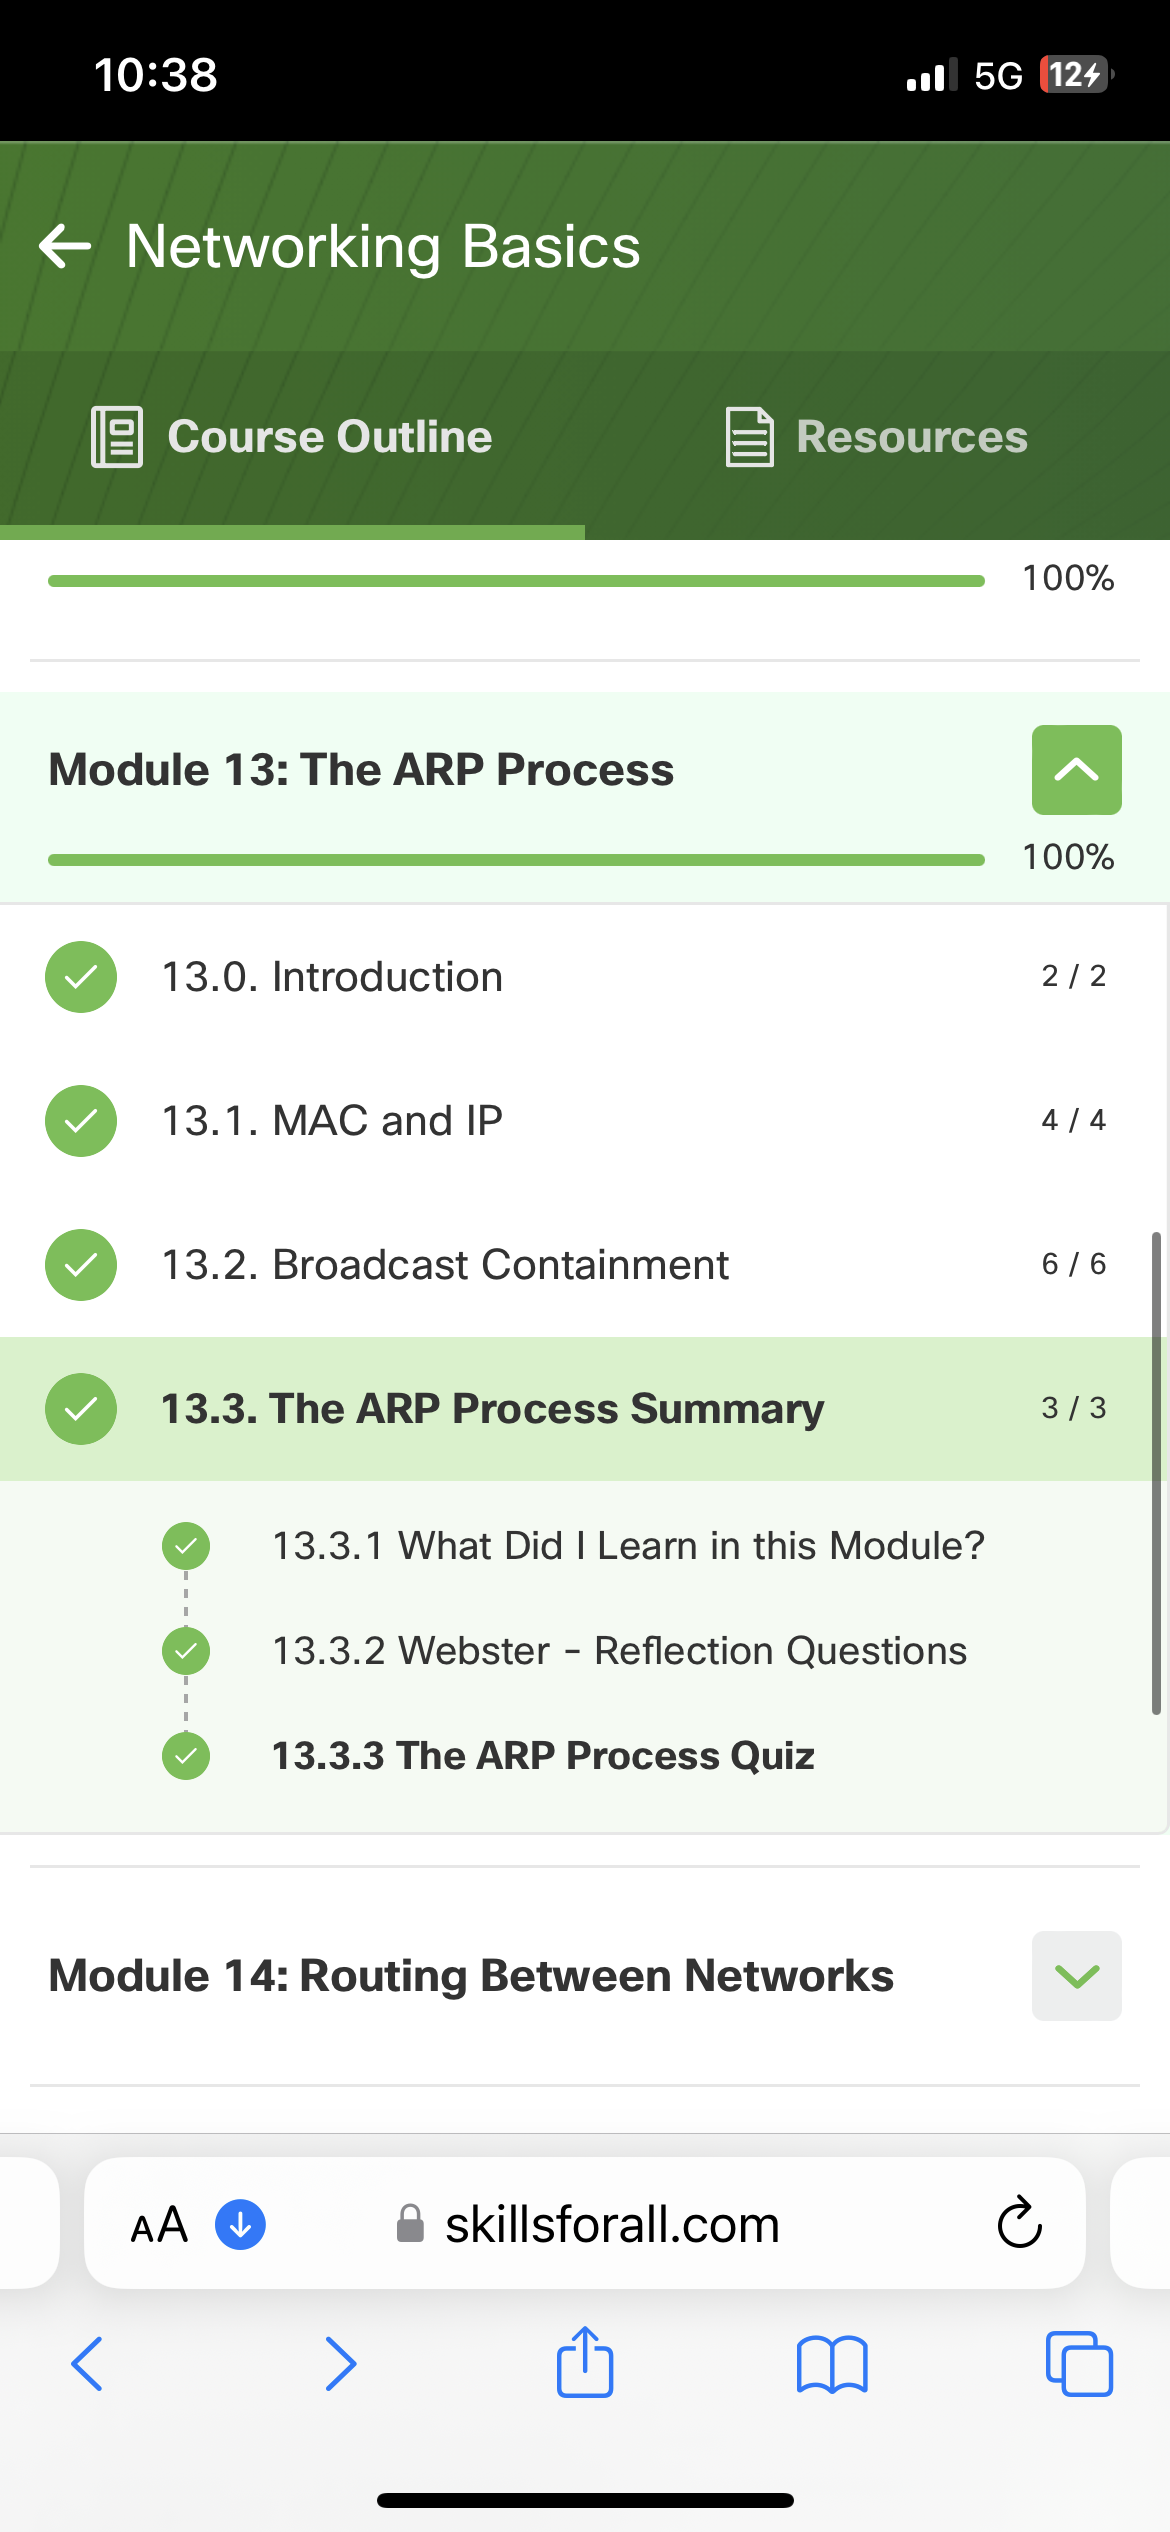 10:38
5G
12
Networking Basics
Course Outline
Resources
100%
Module 13: The ARP Process
100%
13.0. Introduction
2 / 2
13.1. MAC and IP
4 / 4
13.2. Broadcast Containment
6 / 6
13.3. The ARP Process Summary
3 / 3
13.3.1 What Did I Learn in this Module?
13.3.2 Webster - Reflection Questions
13.3.3 The ARP Process Quiz
Module 14: Routing Between Networks
AA
skillsforall.com